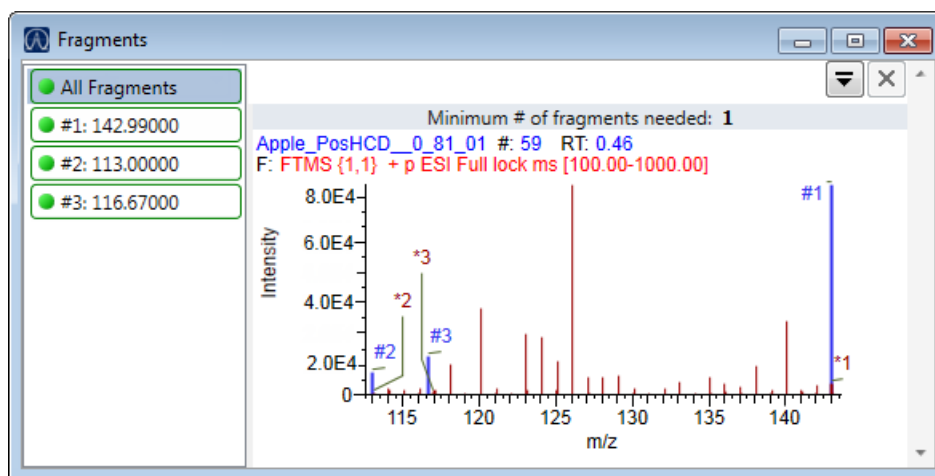 Fragments
All Fragments
#1: 142.99000
#2: 113.00000
#3: 116.67000
Minimum # of fragments needed: 1
Apple_PosHCD__0_81_01 #: 59 RT: 0.46
F: FTMS {1,1} + p ESI Full lock ms [100.00-1000.00]
8.0E4
6.0E4
4.0E4
2.0E4
0
Intensity
#2
*2
*3
#3
#1
*1
115
120
125
130
135
140
m/z